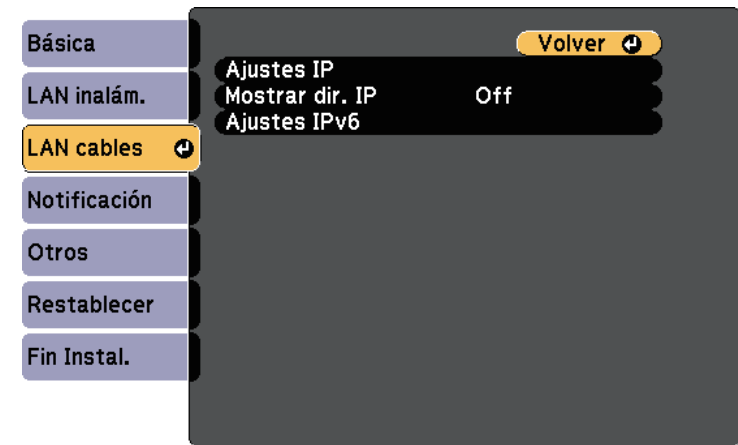 Básica
LAN inalám.
LAN cables
Notificación
Otros
Restablecer
Fin Instal.
Volver
Ajustes IP
Mostrar dir. IP Off
Ajustes IPv6